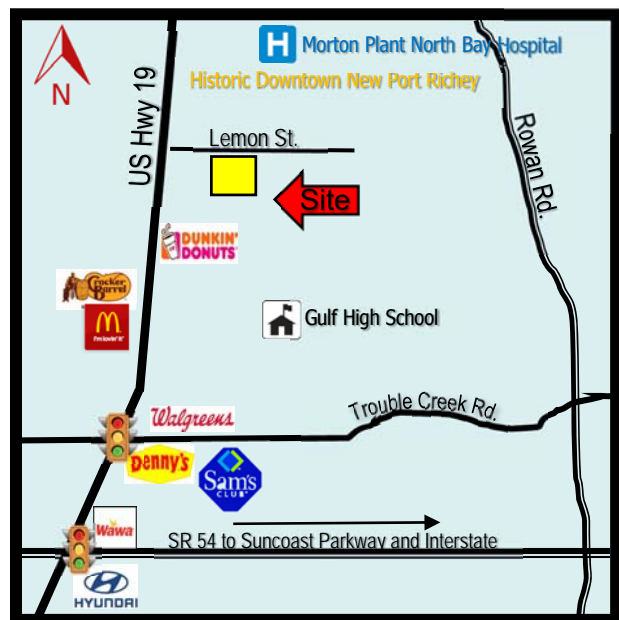 H Morton Plant North Bay Hospital
Historic Downtown New Port Richey
N
US Hwy 19
Lemon St.
Site
Rowan Rd.
DUNKIN'
DONUTS
Cracker
Barrel
M
i'm lovin' it
Gulf High School
Trouble Creek Rd.
Walgreens
Denny's
Sam's
CLUB
Wawa
SR 54 to Suncoast Parkway and Interstate
HYUNDAI